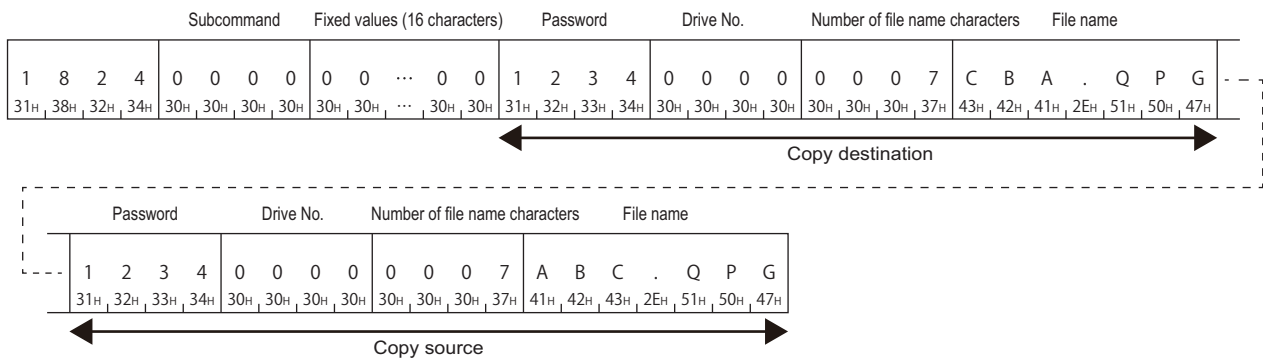 Subcommand Fixed values (16 characters) Password Drive No. Number of file name characters File name
1 8 2 4 0 0 0 0 0 0 ... 0 0 1 2 3 4 0 0 0 0 0 0 0 7 C B A . Q P G
31H 38H 32H 34H 30H 30H 30H 30H 30H 30H ... 30H 30H 31H 32H 33H 34H 30H 30H 30H 30H 30H 30H 30H 37H 43H 42H 41H 2EH 51H 50H 47H
Copy destination
Password Drive No. Number of file name characters File name
1 2 3 4 0 0 0 0 0 0 0 7 A B C . Q P G
31H 32H 33H 34H 30H 30H 30H 30H 30H 30H 30H 37H 41H 42H 43H 2EH 51H 50H 47H
Copy source